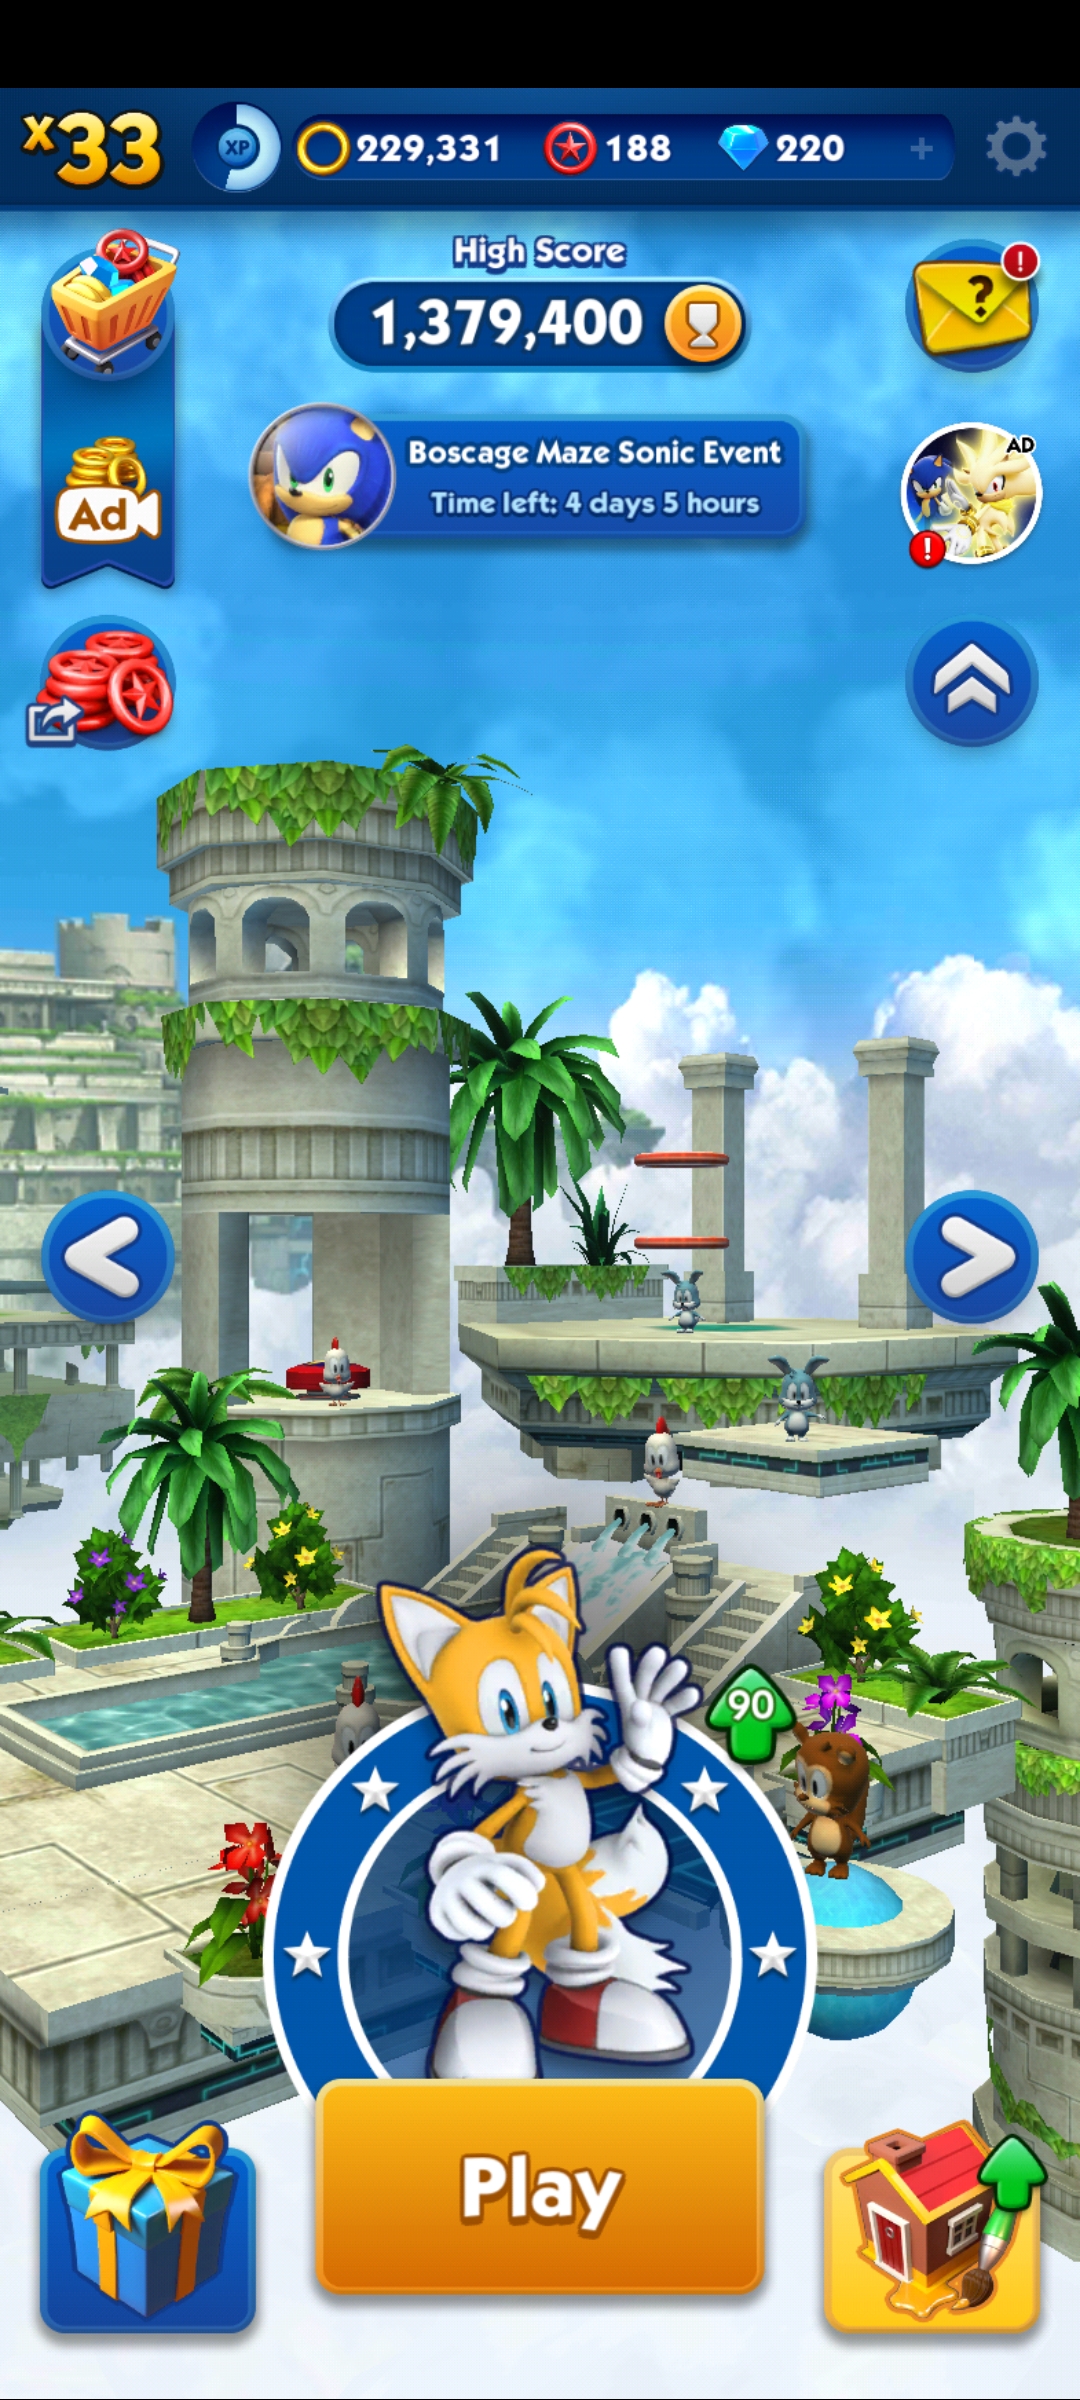 x33
XP
229,331
188
220
+
High Score
1,379,400
?
!
Boscage Maze Sonic Event
Time left: 4 days 5 hours
AD
!
Ad
90
Play